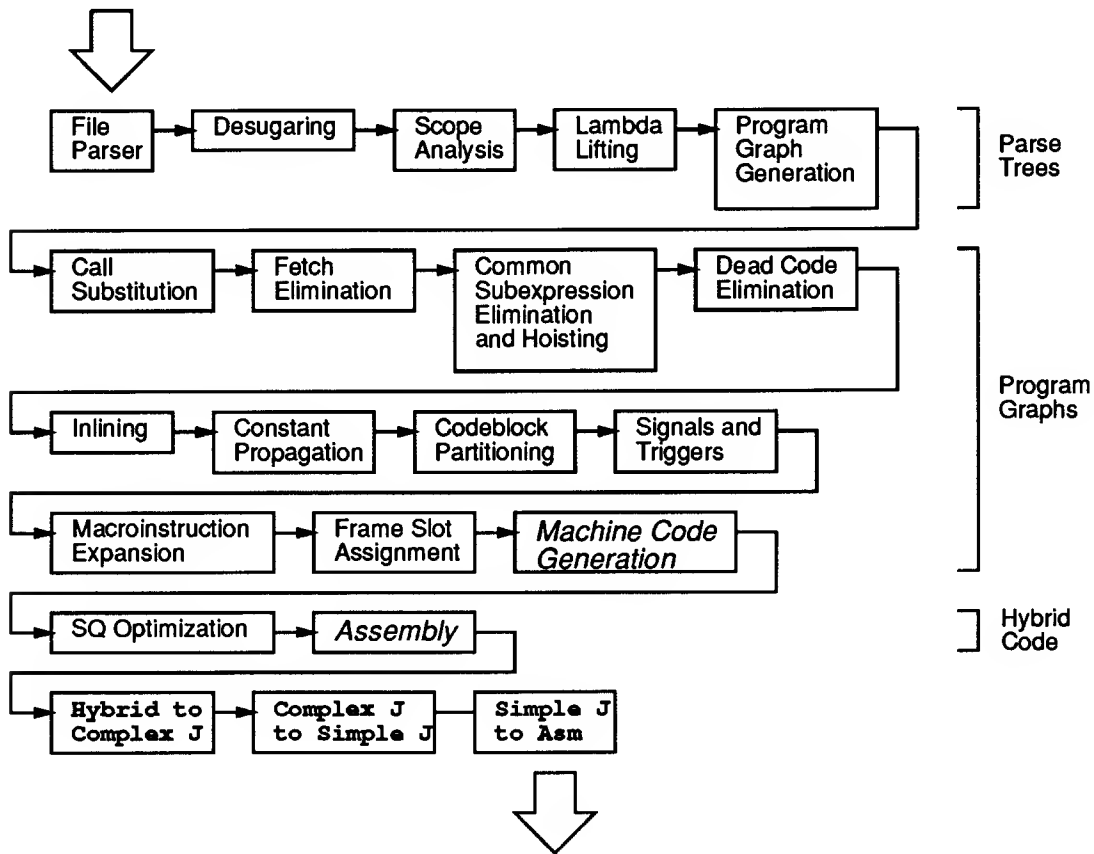 File
Parser
Desugaring
Scope
Analysis
Lambda
Lifting
Program
Graph
Generation
Parse
Trees
Call
Substitution
Fetch
Elimination
Common
Subexpression
Elimination
and Hoisting
Dead Code
Elimination
Program
Graphs
Inlining
Constant
Propagation
Codeblock
Partitioning
Signals and
Triggers
Macroinstruction
Expansion
Frame Slot
Assignment
Machine Code
Generation
SQ Optimization
Assembly
Hybrid
Code
Hybrid to
Complex J
Complex J
to Simple J
Simple J
to Asm